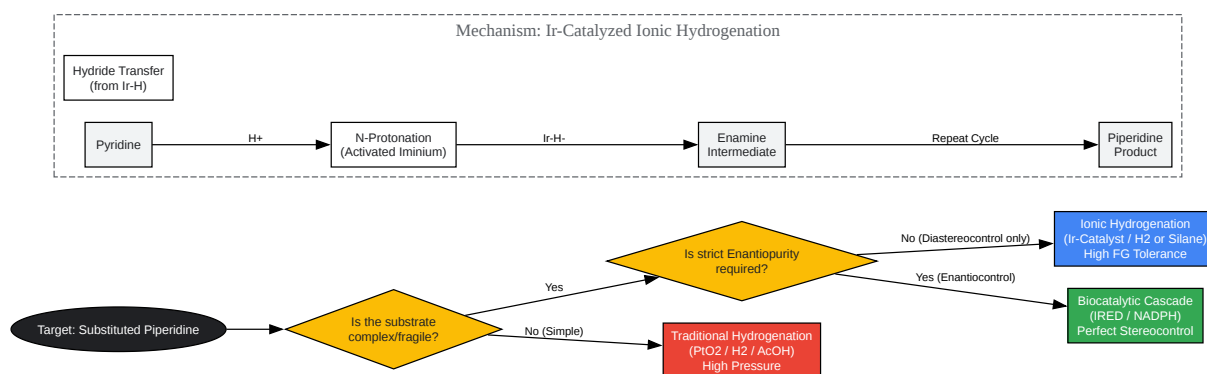 Mechanism: Ir-Catalyzed Ionic Hydrogenation
Hydride Transfer
(from Ir-H)
Pyridine
H+
N-Protonation
(Activated Iminium)
Ir-H-
Enamine
Intermediate
Repeat Cycle
Piperidine
Product
Target: Substituted Piperidine
Is the substrate
complex/fragile?
Yes
No (Simple)
Is strict Enantiopurity
required?
Traditional Hydrogenation
(PtO2 / H2 / AcOH)
High Pressure
No (Diastereocontrol only)
Yes (Enantiocontrol)
Ionic Hydrogenation
(Ir-Catalyst / H2 or Silane)
High FG Tolerance
Biocatalytic Cascade
(IRED / NADPH)
Perfect Stereocontrol